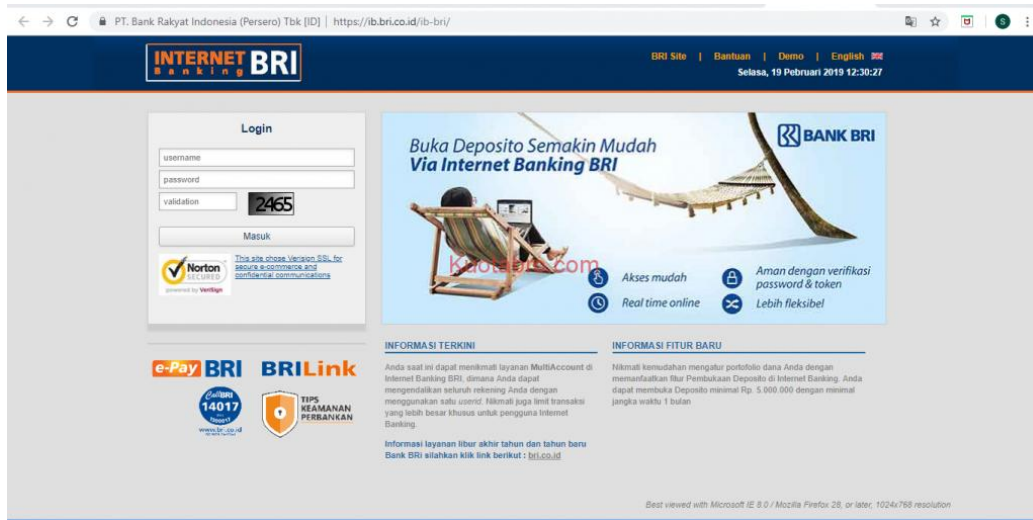 PT. Bank Rakyat Indonesia (Persero) Tbk [ID] | https://ib.bri.co.id/ib-bri/
INTERNET BRI
Banking
BRI Site | Bantuan | Demo | English
Selasa, 19 Pebruari 2019 12:30:27
Login
username
password
validation
2465
Masuk
Norton
SECURED
powered by VeriSign
This site chose Verisign SSL for
secure e-commerce and
confidential communications
Buka Deposito Semakin Mudah
Via Internet Banking BRI
BANK BRI
Kuotabro.com
Akses mudah
Real time online
Aman dengan verifikasi
password & token
Lebih fleksibel
e-Pay BRI
BRILink
CallBRI
14017
www.bri.co.id
TIPS
KEAMANAN
PERBANKAN
INFORMASI TERKINI
Anda saat ini dapat menikmati layanan MultiAccount di
Internet Banking BRI, dimana Anda dapat
mengendalikan seluruh rekening Anda dengan
menggunakan satu userid. Nikmati juga limit transaksi
yang lebih besar khusus untuk pengguna Internet
Banking.
Informasi layanan libur akhir tahun dan tahun baru
Bank BRI silahkan klik link berikut : bri.co.id
INFORMASI FITUR BARU
Nikmati kemudahan mengatur portofolio dana Anda dengan
memanfaatkan fitur Pembukaan Deposito di Internet Banking. Anda
dapat membuka Deposito minimal Rp. 5.000.000 dengan minimal
jangka waktu 1 bulan
Best viewed with Microsoft IE 8.0 / Mozilla Firefox 28, or later, 1024x768 resolution